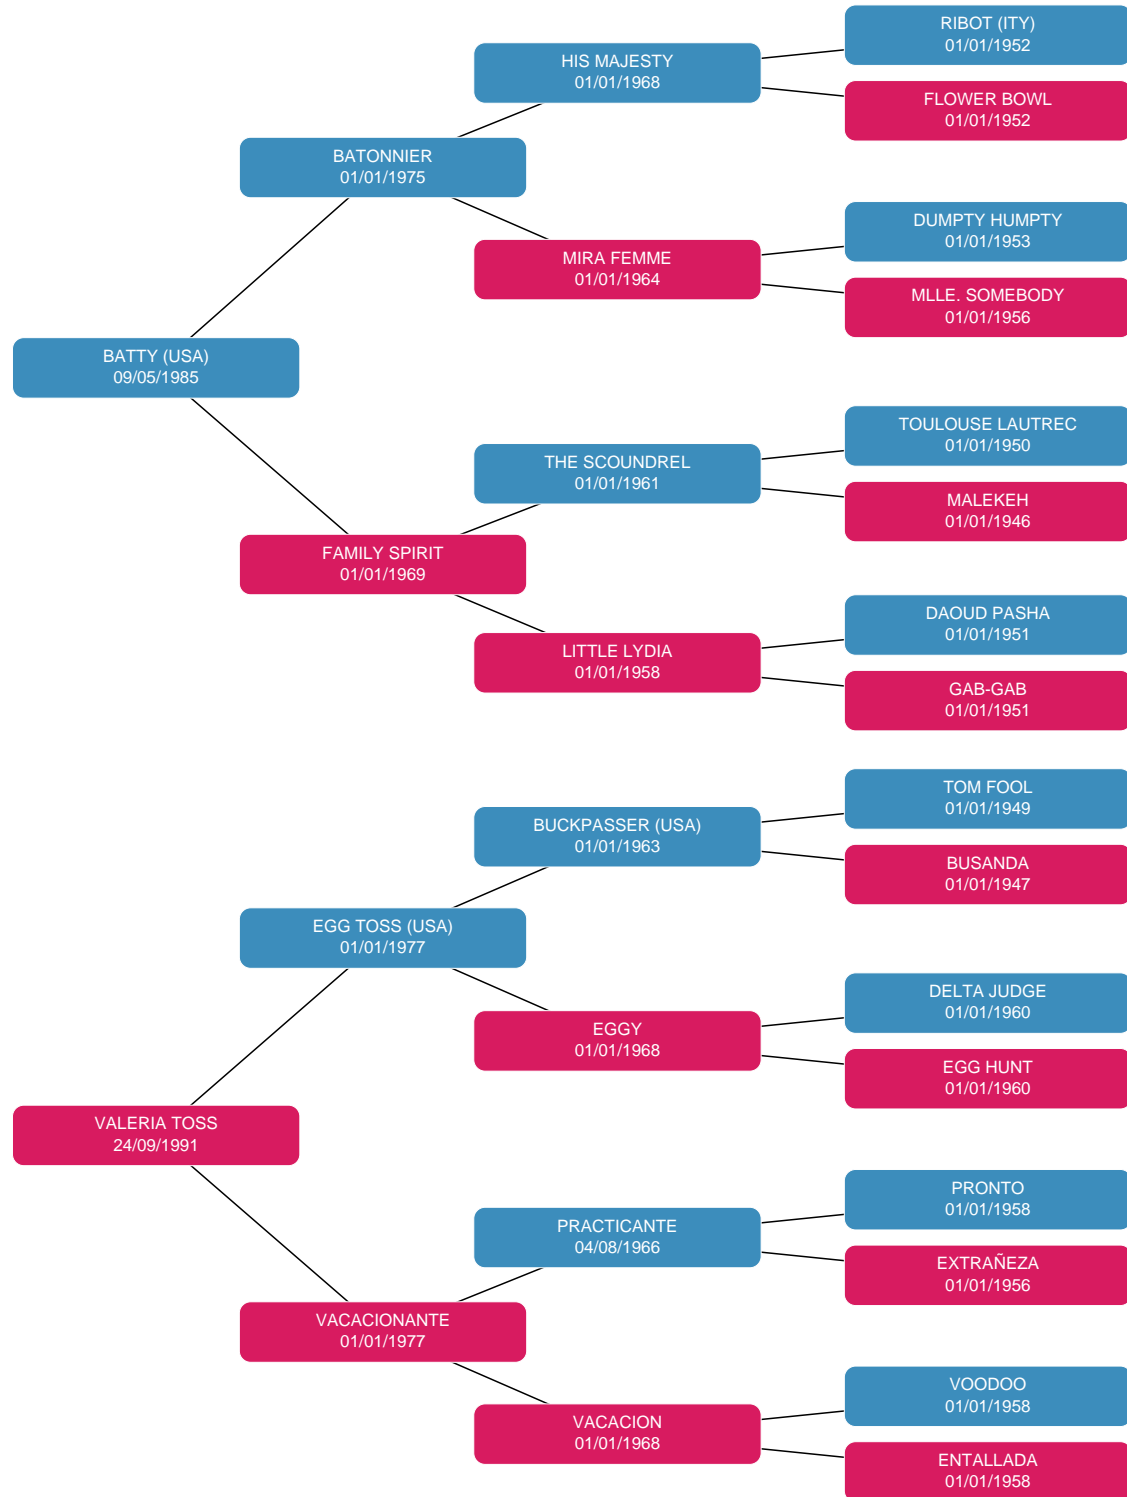 RIBOT (ITY)
01/01/1952
HIS MAJESTY
01/01/1968
FLOWER BOWL
01/01/1952
BATONNIER
01/01/1975
DUMPTY HUMPTY
01/01/1953
MIRA FEMME
01/01/1964
MLLE. SOMEBODY
01/01/1956
BATTY (USA)
09/05/1985
TOULOUSE LAUTREC
01/01/1950
THE SCOUNDREL
01/01/1961
MALEKEH
01/01/1946
FAMILY SPIRIT
01/01/1969
DAOUD PASHA
01/01/1951
LITTLE LYDIA
01/01/1958
GAB-GAB
01/01/1951
TOM FOOL
01/01/1949
BUCKPASSER (USA)
01/01/1963
BUSANDA
01/01/1947
EGG TOSS (USA)
01/01/1977
DELTA JUDGE
01/01/1960
EGGY
01/01/1968
EGG HUNT
01/01/1960
VALERIA TOSS
24/09/1991
PRONTO
01/01/1958
PRACTICANTE
04/08/1966
EXTRAÑEZA
01/01/1956
VACACIONANTE
01/01/1977
VOODOO
01/01/1958
VACACION
01/01/1968
ENTALLADA
01/01/1958